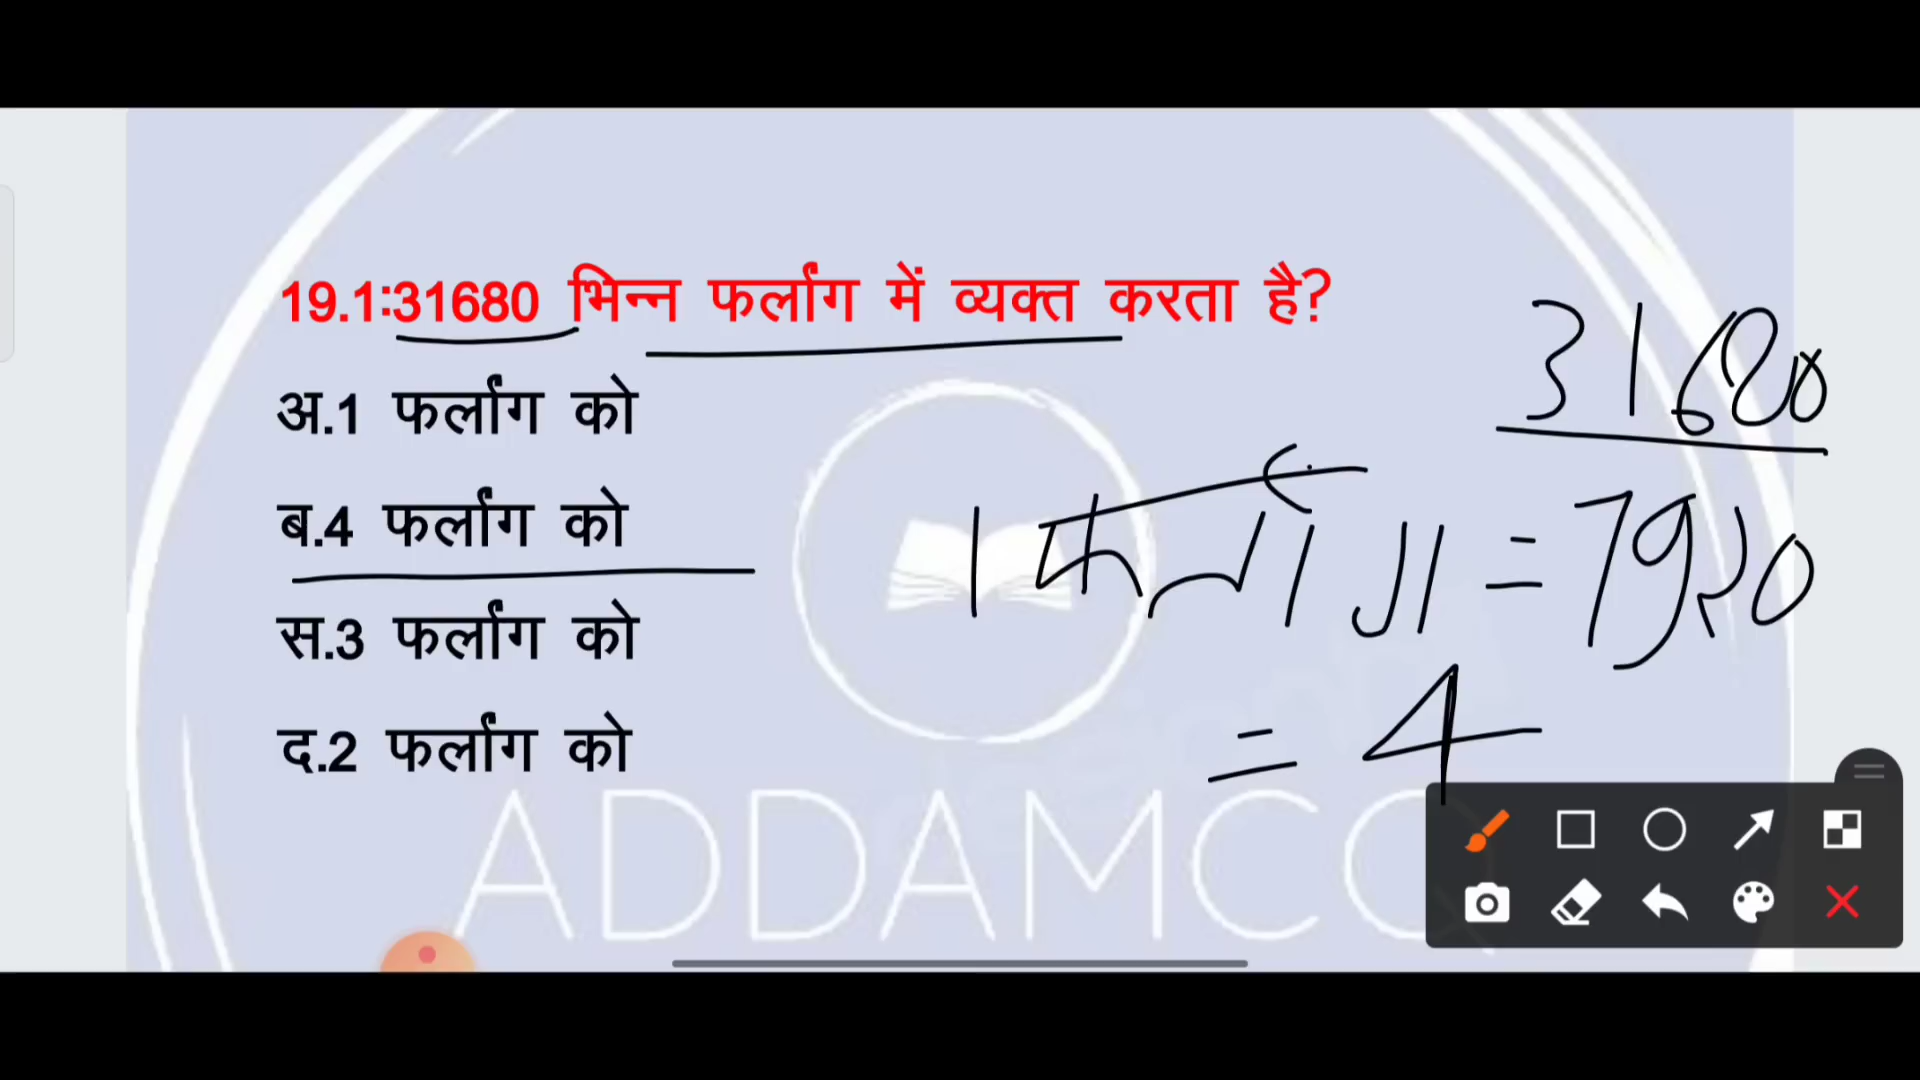 19.1:31680 भिन्न फर्लांग में व्यक्त करता है?
अ.1 फर्लांग को
ब.4 फर्लांग को
स.3 फर्लांग को
द.2 फर्लांग को
31680
1 फर्लांग = 7920
= 4
ADDAMCO